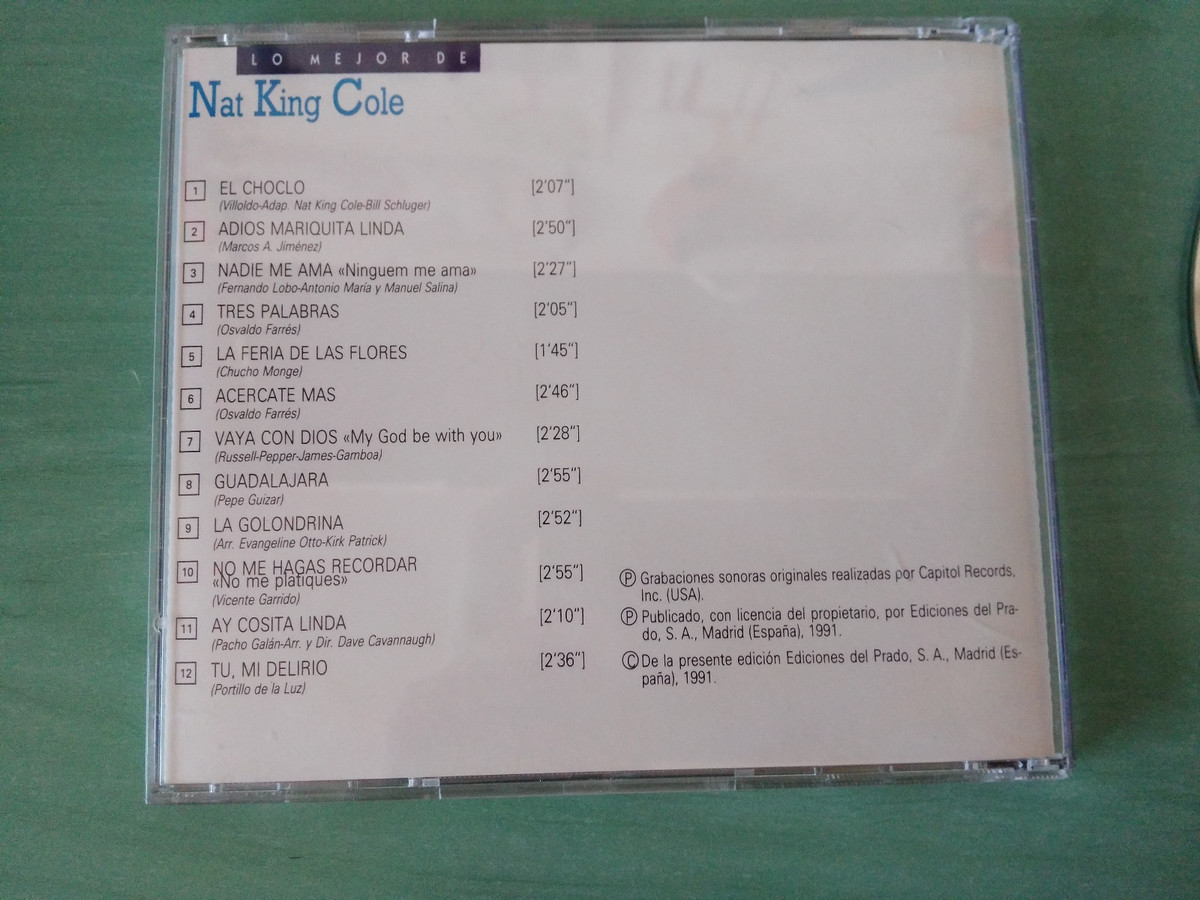 LO MEJOR DE
Nat King Cole
1 EL CHOCLO [2'07"]
(Villoldo-Adap. Nat King Cole-Bill Schluger)
2 ADIOS MARIQUITA LINDA [2'50"]
(Marcos A. Jiménez)
3 NADIE ME AMA «Ninguem me ama» [2'27"]
(Fernando Lobo-Antonio María y Manuel Salina)
4 TRES PALABRAS [2'05"]
(Osvaldo Farrés)
5 LA FERIA DE LAS FLORES [1'45"]
(Chucho Monge)
6 ACERCATE MAS [2'46"]
(Osvaldo Farrés)
7 VAYA CON DIOS «My God be with you» [2'28"]
(Russell-Pepper-James-Gamboa)
8 GUADALAJARA [2'55"]
(Pepe Guizar)
9 LA GOLONDRINA [2'52"]
(Arr. Evangeline Otto-Kirk Patrick)
10 NO ME HAGAS RECORDAR [2'55"]
«No me platiques»
(Vicente Garrido)
11 AY COSITA LINDA [2'10"]
(Pacho Galán-Arr. y Dir. Dave Cavannaugh)
12 TU, MI DELIRIO [2'36"]
(Portillo de la Luz)
Ⓟ Grabaciones sonoras originales realizadas por Capitol Records,
Inc. (USA).
Ⓟ Publicado, con licencia del propietario, por Ediciones del Pra-
do, S. A., Madrid (España), 1991.
© De la presente edición Ediciones del Prado, S. A., Madrid (Es-
paña), 1991.